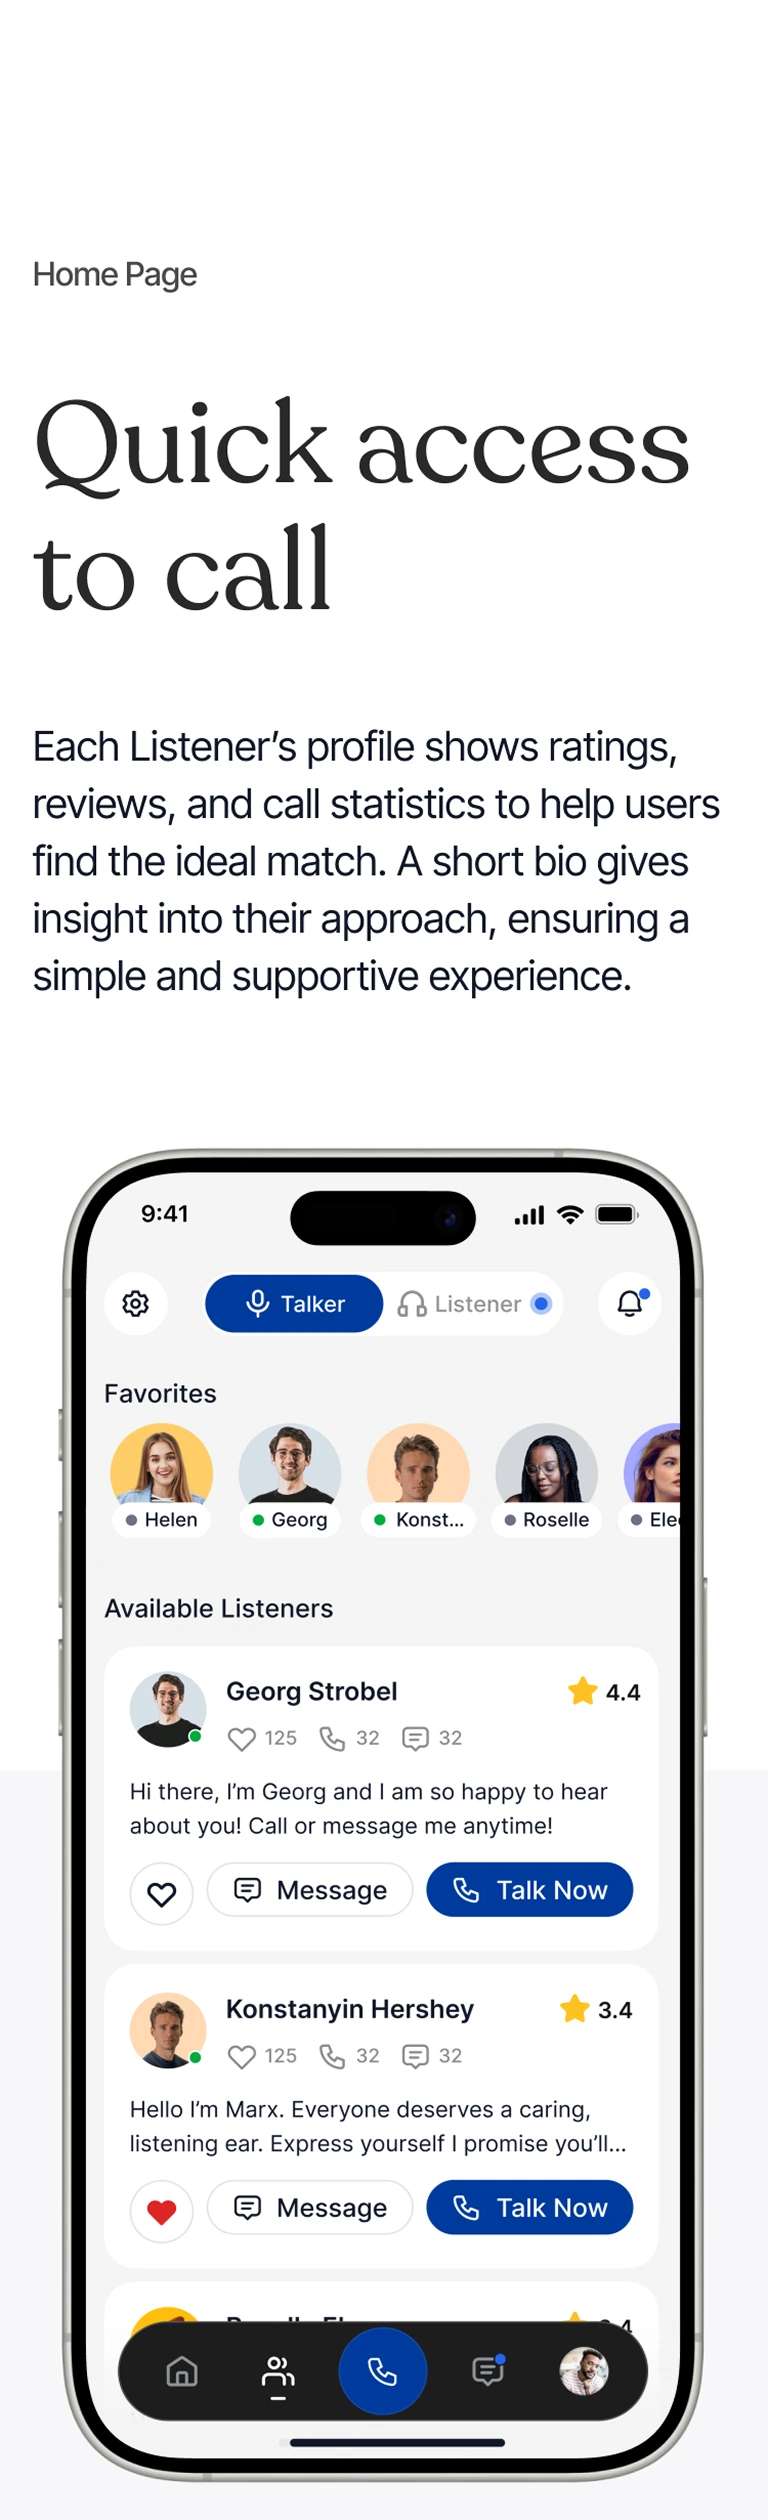 Home Page
Quick access
to call
Each Listener’s profile shows ratings,
reviews, and call statistics to help users
find the ideal match. A short bio gives
insight into their approach, ensuring a
simple and supportive experience.
9:41
Talker Listener
Favorites
Helen Georg Konst... Roselle
Available Listeners
Georg Strobel 4.4
125 32 32
Hi there, I’m Georg and I am so happy to hear
about you! Call or message me anytime!
Message Talk Now
Konstanyin Hershey 3.4
125 32 32
Hello I’m Marx. Everyone deserves a caring,
listening ear. Express yourself I promise you’ll...
Message Talk Now